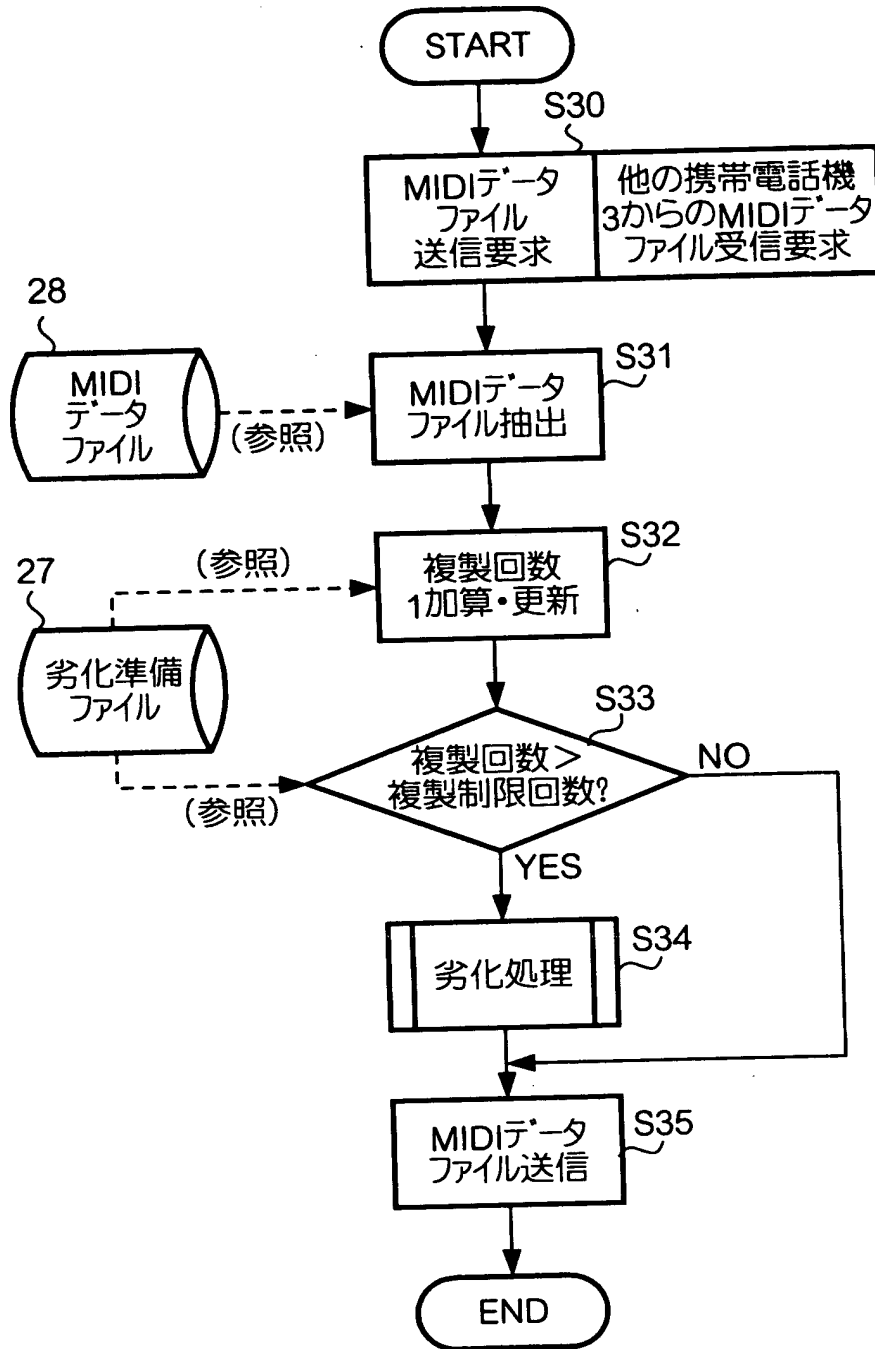 START
S30
MIDIデータ
ファイル
送信要求
他の携帯電話機
3からのMIDIデータ
ファイル受信要求
28
MIDI
データ
ファイル
(参照)
S31
MIDIデータ
ファイル抽出
S32
複製回数
1加算・更新
(参照)
27
劣化準備
ファイル
(参照)
S33
複製回数>
複製制限回数?
NO
YES
S34
劣化処理
S35
MIDIデータ
ファイル送信
END